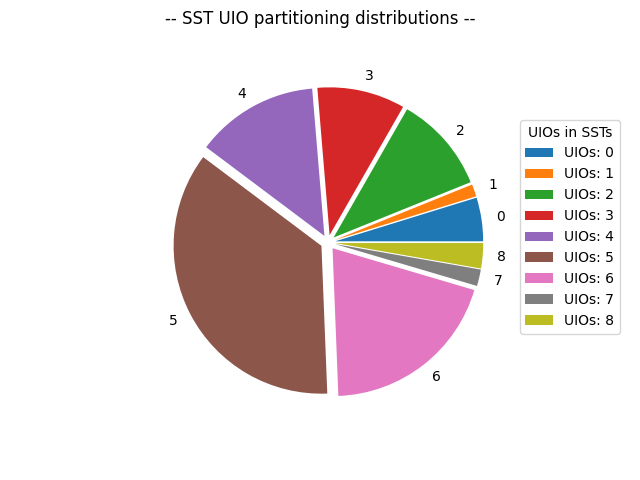 -- SST UIO partitioning distributions --
3
4
2
1
0
8
7
5
6
UIOs in SSTs
UIOs: 0
UIOs: 1
UIOs: 2
UIOs: 3
UIOs: 4
UIOs: 5
UIOs: 6
UIOs: 7
UIOs: 8